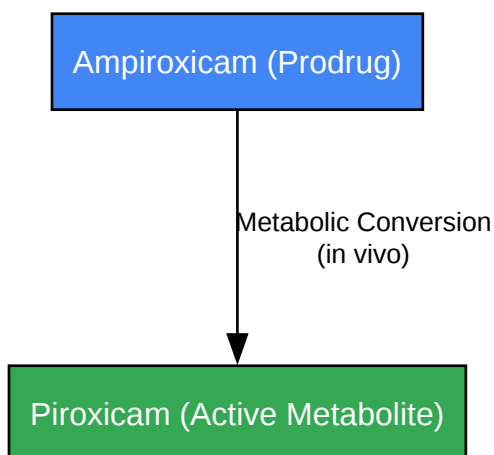 Ampiroxicam (Prodrug)
Metabolic Conversion
(in vivo)
Piroxicam (Active Metabolite)